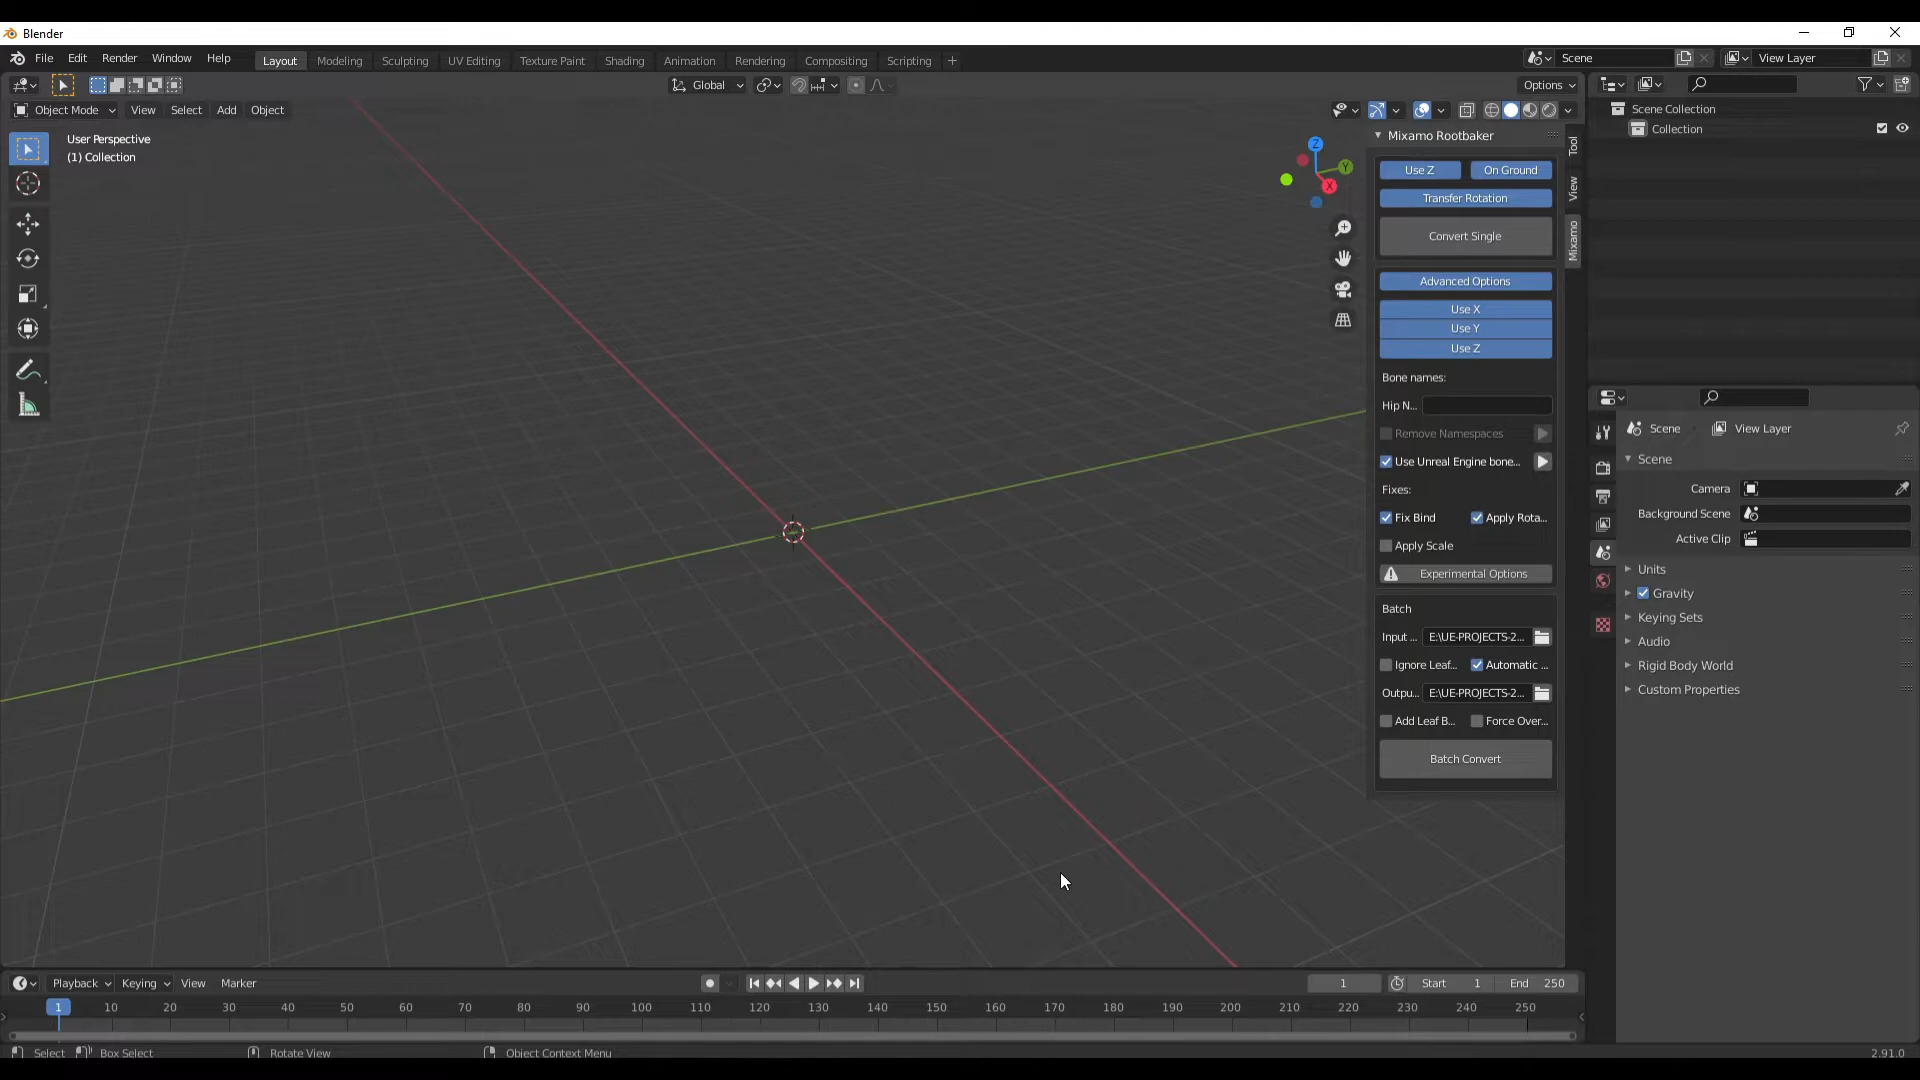 Blender
File Edit Render Window Help Layout Modeling Sculpting UV Editing Texture Paint Shading Animation Rendering Compositing Scripting + Scene View Layer
Global Options
Object Mode View Select Add Object
User Perspective
(1) Collection
Z
Y
X
Mixamo Rootbaker
Use Z On Ground
Transfer Rotation
Convert Single
Advanced Options
Use X
Use Y
Use Z
Bone names:
Hip N...
Remove Namespaces
Use Unreal Engine bone...
Fixes:
Fix Bind Apply Rota...
Apply Scale
Experimental Options
Batch
Input ... E:\UE-PROJECTS-2...
Ignore Leaf... Automatic ...
Outpu... E:\UE-PROJECTS-2...
Add Leaf B... Force Over...
Batch Convert
Tool
View
Mixamo
Scene Collection
Collection
Scene View Layer
Scene
Camera
Background Scene
Active Clip
Units
Gravity
Keying Sets
Audio
Rigid Body World
Custom Properties
Playback Keying View Marker 1 Start 1 End 250
1 10 20 30 40 50 60 70 80 90 100 110 120 130 140 150 160 170 180 190 200 210 220 230 240 250
Select Box Select Rotate View Object Context Menu 2.91.0